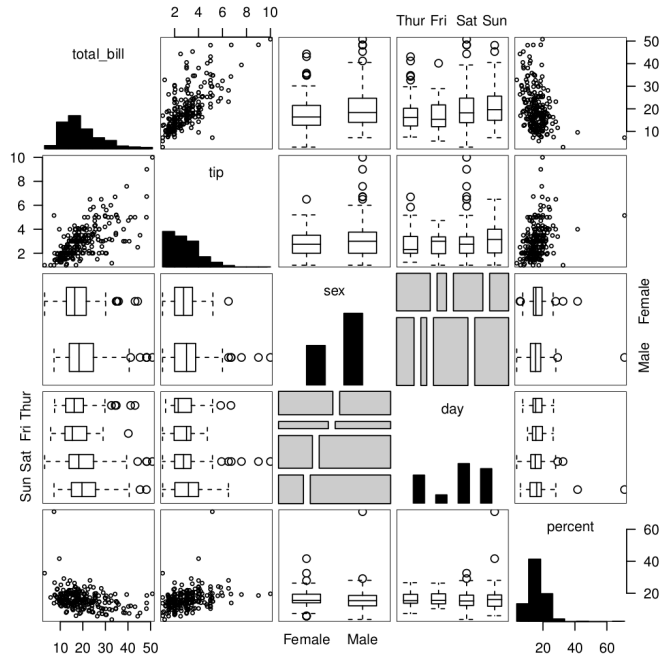 2 4 6 8 10
Thur Fri Sat Sun
total_bill
50
40
30
20
10
10
8
6
4
2
tip
sex
Female
Male
Thur
Fri
Sat
Sun
day
percent
60
40
20
10 20 30 40 50
Female Male
20 40 60